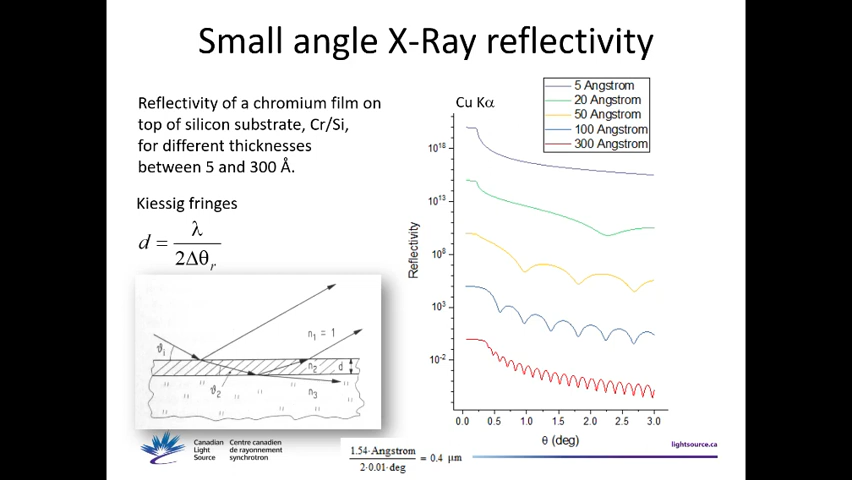 Small angle X-Ray reflectivity
Reflectivity of a chromium film on
top of silicon substrate, Cr/Si,
for different thicknesses
between 5 and 300 Å.
Kiessig fringes
d = λ / 2Δθr
ϑ1
n1 = 1
n2
d
ϑ2
n3
Cu Kα
5 Angstrom
20 Angstrom
50 Angstrom
100 Angstrom
300 Angstrom
Reflectivity
10^18
10^13
10^8
10^3
10^-2
0.0 0.5 1.0 1.5 2.0 2.5 3.0
θ (deg)
Canadian Centre canadien
Light de rayonnement
Source synchrotron
1.54·Angstrom / 2·0.01·deg = 0.4 μm
lightsource.ca